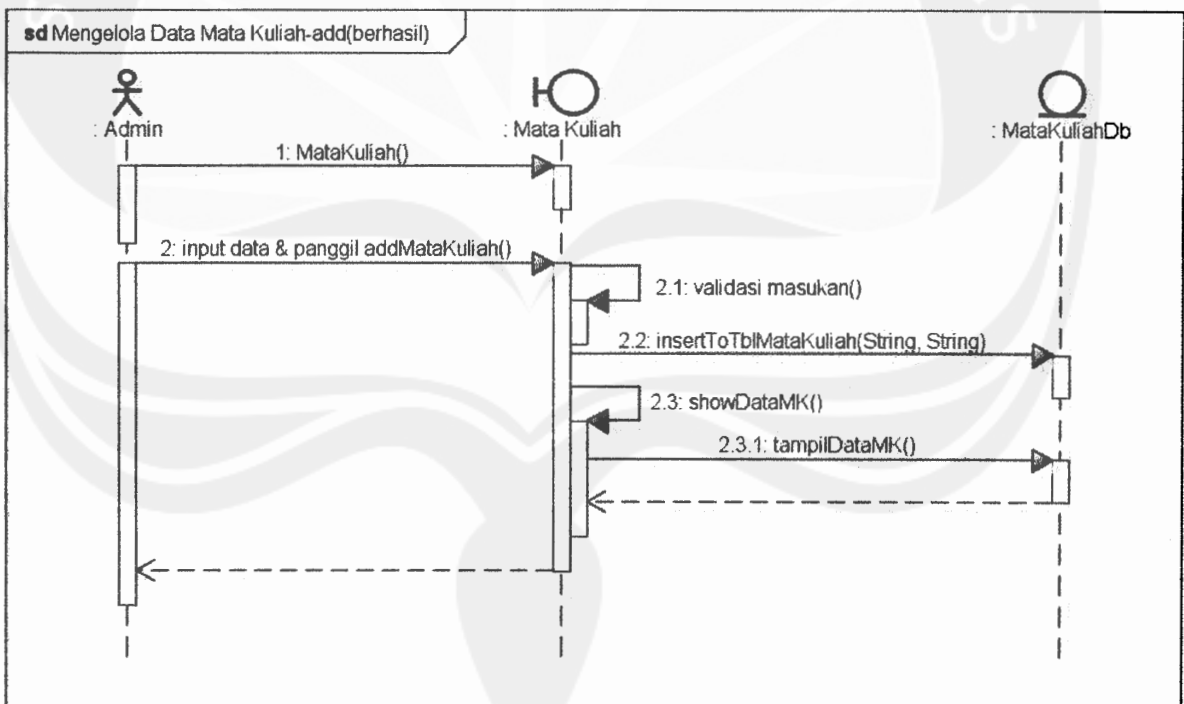 sd Mengelola Data Mata Kuliah-add(berhasil)
: Admin
: Mata Kuliah
: MataKuliahDb
1: MataKuliah()
2: input data & panggil addMataKuliah()
2.1: validasi masukan()
2.2: insertToTblMataKuliah(String, String)
2.3: showDataMK()
2.3.1: tampilDataMK()